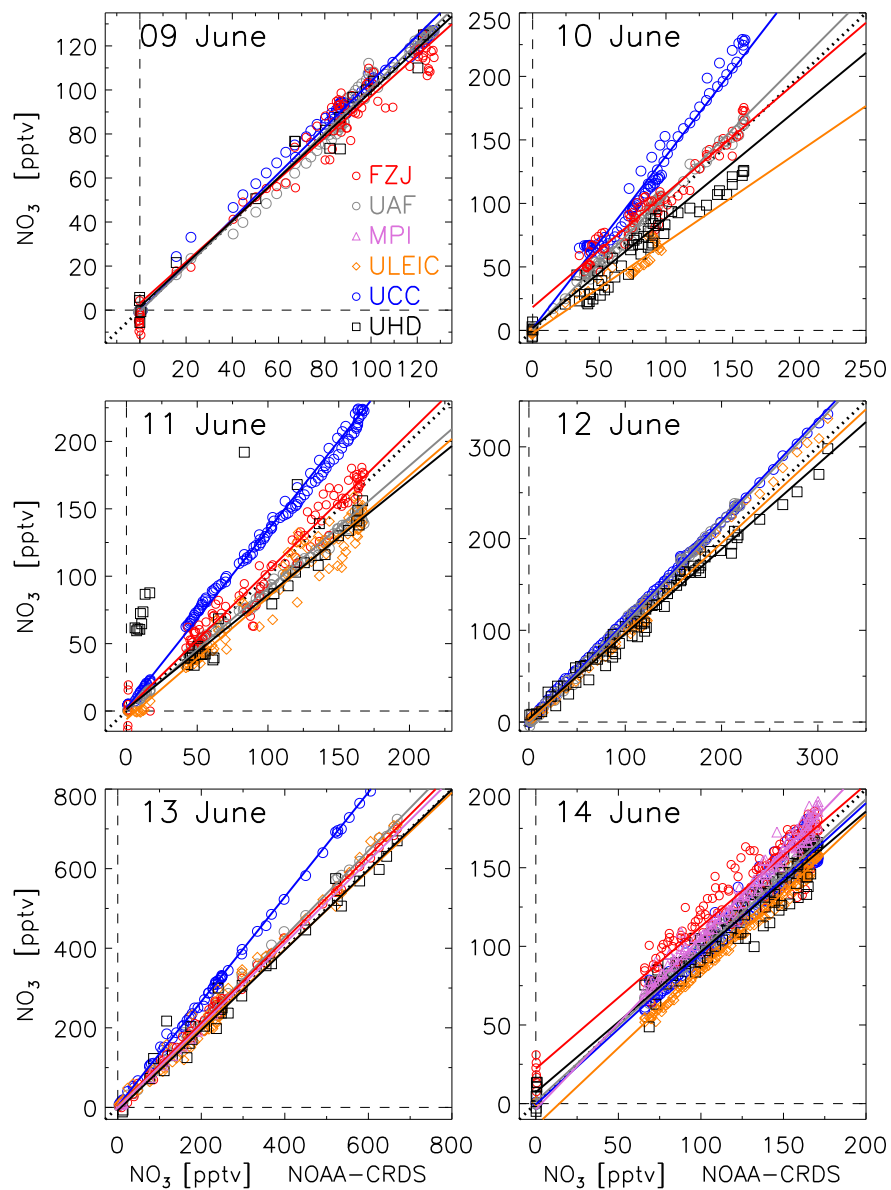 09 June
NO3 [pptv]
120
100
80
60
40
20
0
0 20 40 60 80 100 120
FZJ
UAF
MPI
ULEIC
UCC
UHD
10 June
250
200
150
100
50
0
0 50 100 150 200 250
11 June
NO3 [pptv]
200
150
100
50
0
0 50 100 150 200
12 June
300
200
100
0
0 100 200 300
13 June
NO3 [pptv]
800
600
400
200
0
0 200 400 600 800
NO3 [pptv] NOAA-CRDS
14 June
200
150
100
50
0
0 50 100 150 200
NO3 [pptv] NOAA-CRDS